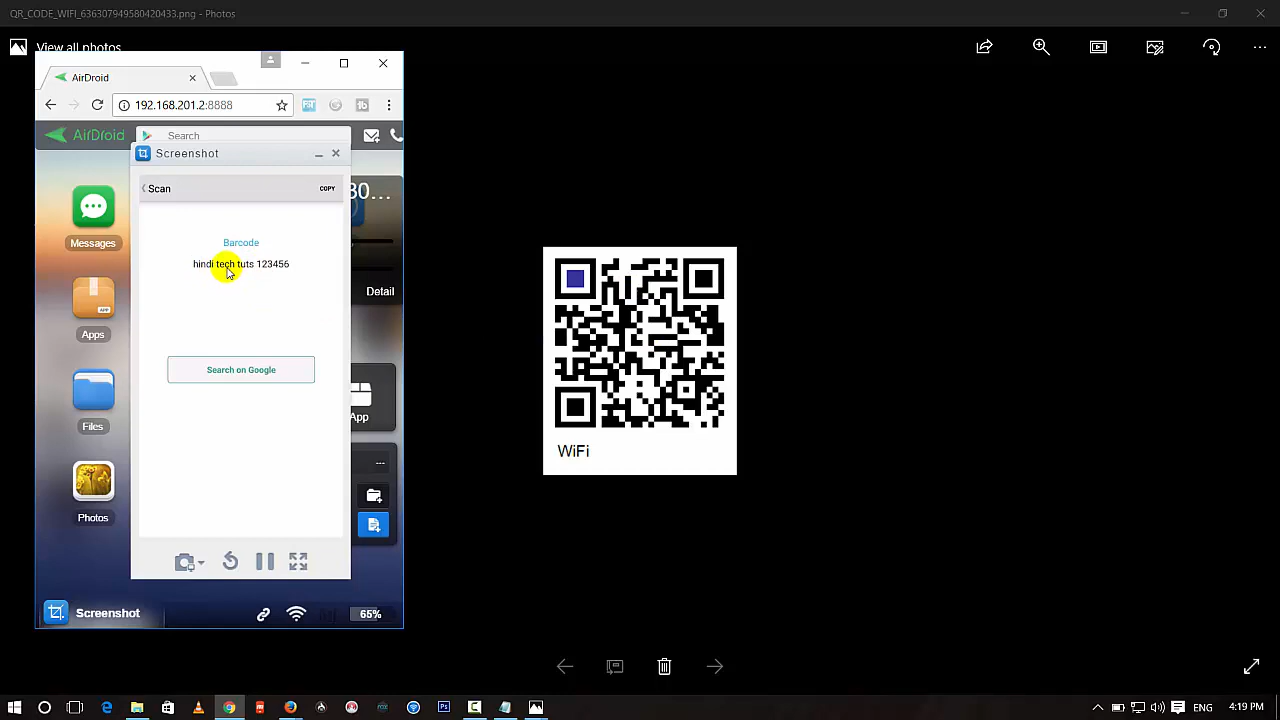 QR_CODE_WIFI_636307949580420433.png - Photos
View all photos
AirDroid
192.168.201.2:8888
AirDroid
Search
Screenshot
Scan
COPY
Barcode
hindi tech tuts 123456
Search on Google
Messages
Apps
APP
Files
Photos
Detail
App
Screenshot
65%
WiFi
ENG
4:19 PM